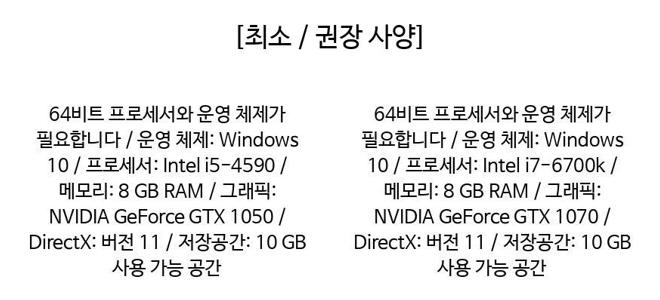 [최소 / 권장 사양]
64비트 프로세서와 운영 체제가
필요합니다 / 운영 체제: Windows
10 / 프로세서: Intel i5-4590 /
메모리: 8 GB RAM / 그래픽:
NVIDIA GeForce GTX 1050 /
DirectX: 버전 11 / 저장공간: 10 GB
사용 가능 공간
64비트 프로세서와 운영 체제가
필요합니다 / 운영 체제: Windows
10 / 프로세서: Intel i7-6700k /
메모리: 8 GB RAM / 그래픽:
NVIDIA GeForce GTX 1070 /
DirectX: 버전 11 / 저장공간: 10 GB
사용 가능 공간